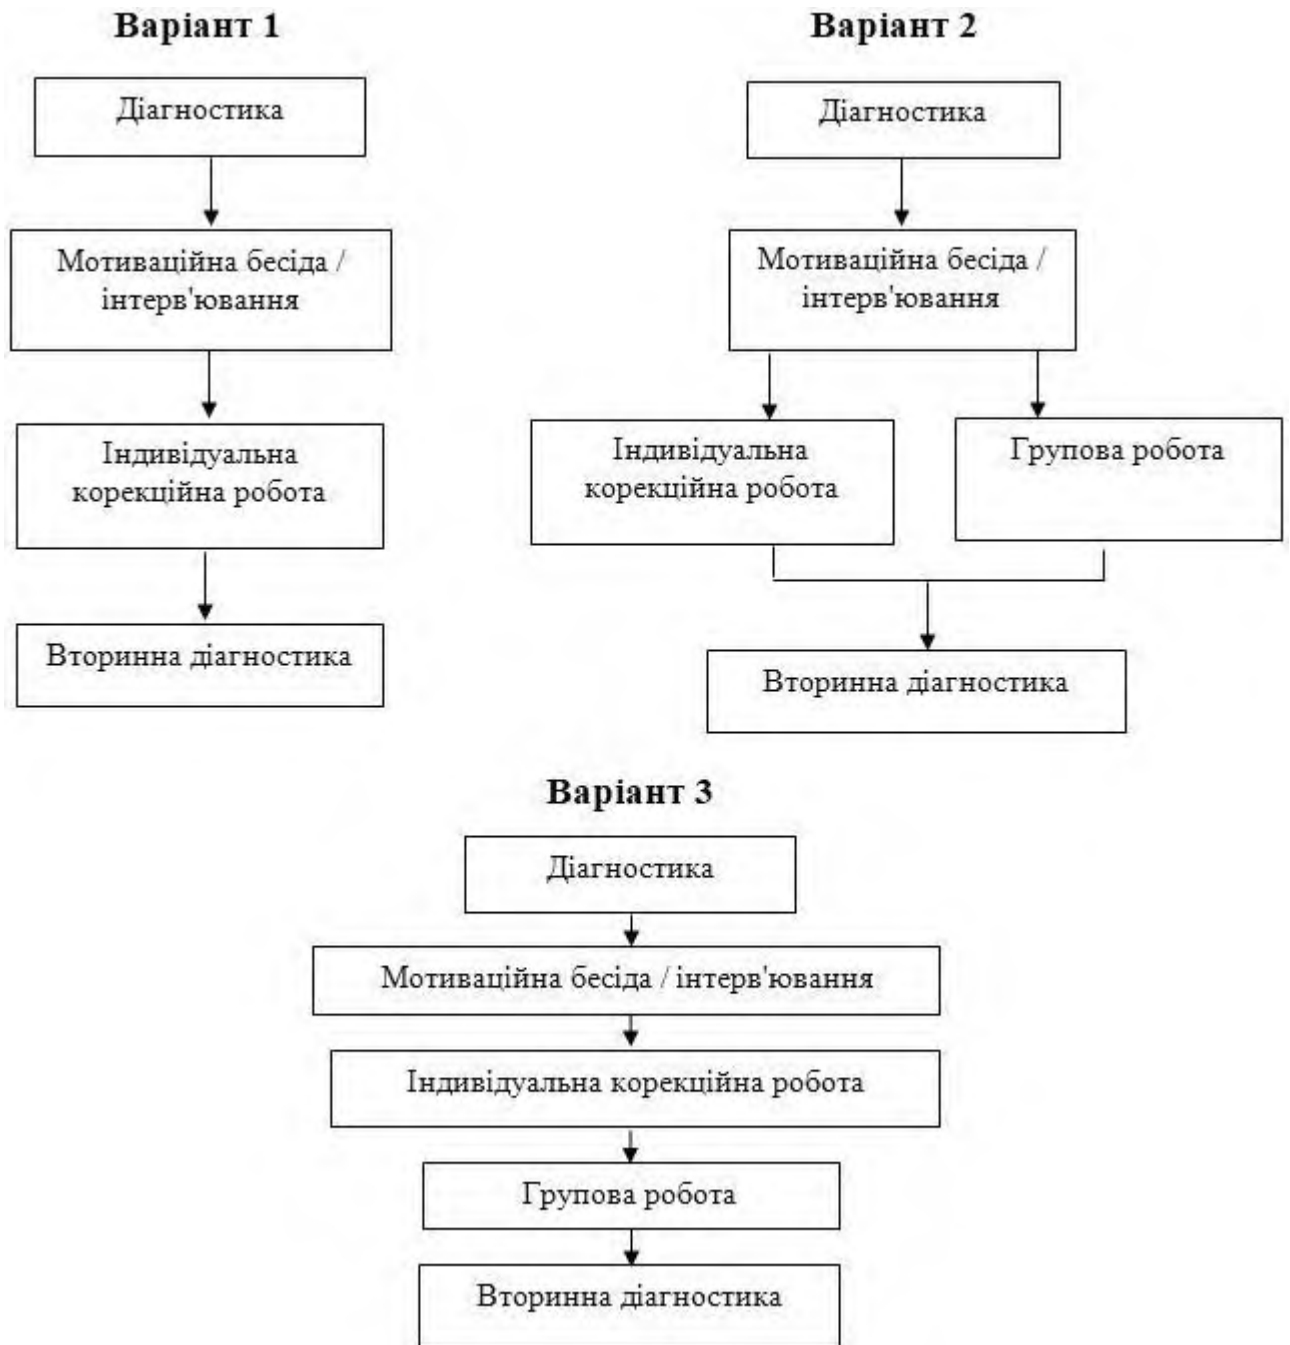 Варіант 1
Діагностика
Мотиваційна бесіда /
інтерв'ювання
Індивідуальна
корекційна робота
Вторинна діагностика
Варіант 2
Діагностика
Мотиваційна бесіда /
інтерв'ювання
Індивідуальна
корекційна робота
Групова робота
Вторинна діагностика
Варіант 3
Діагностика
Мотиваційна бесіда / інтерв'ювання
Індивідуальна корекційна робота
Групова робота
Вторинна діагностика